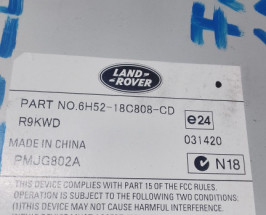 LAND-
ROVER
PART NO.6H52-18C808-CD
e24
R9KWD
031420
MADE IN CHINA
PMJG802A
N18
THIS DEVICE COMPLIES WITH PART 15 OF THE FCC RULES.
OPERATION IS SUBJECT TO THE FOLLOWING TWO CONDITIONS:
(1)THIS DEVICE MAY NOT CAUSE HARMFUL INTERFERENCE.